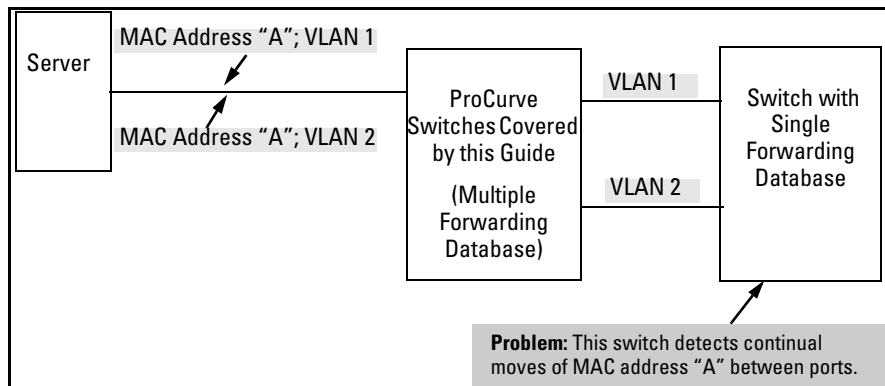 Server
MAC Address “A”; VLAN 1
MAC Address “A”; VLAN 2
ProCurve
Switches Covered
by this Guide
(Multiple
Forwarding
Database)
VLAN 1
VLAN 2
Switch with
Single
Forwarding
Database
Problem: This switch detects continual
moves of MAC address “A” between ports.